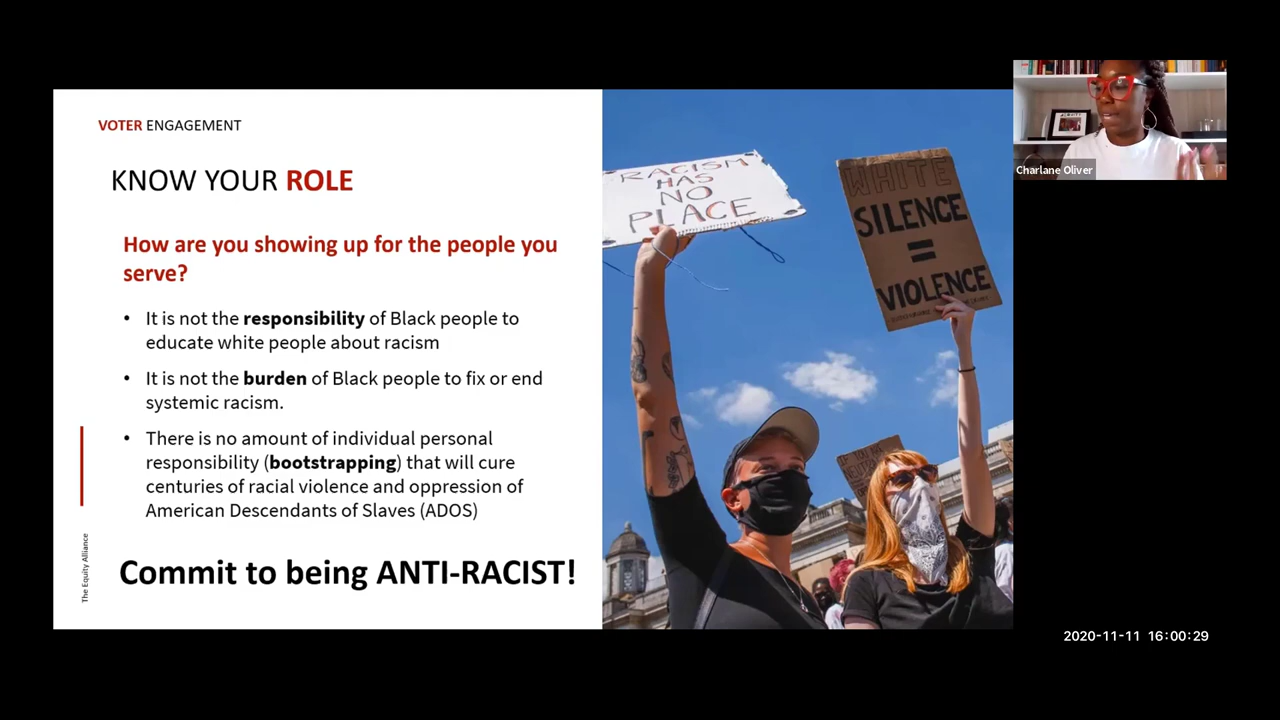 VOTER ENGAGEMENT
KNOW YOUR ROLE
How are you showing up for the people you
serve?
• It is not the responsibility of Black people to
educate white people about racism
• It is not the burden of Black people to fix or end
systemic racism.
• There is no amount of individual personal
responsibility (bootstrapping) that will cure
centuries of racial violence and oppression of
American Descendants of Slaves (ADOS)
Commit to being ANTI-RACIST!
The Equity Alliance
RACISM
HAS
NO
PLACE
WHITE
SILENCE
=
VIOLENCE
Charlane Oliver
2020-11-11 16:00:29